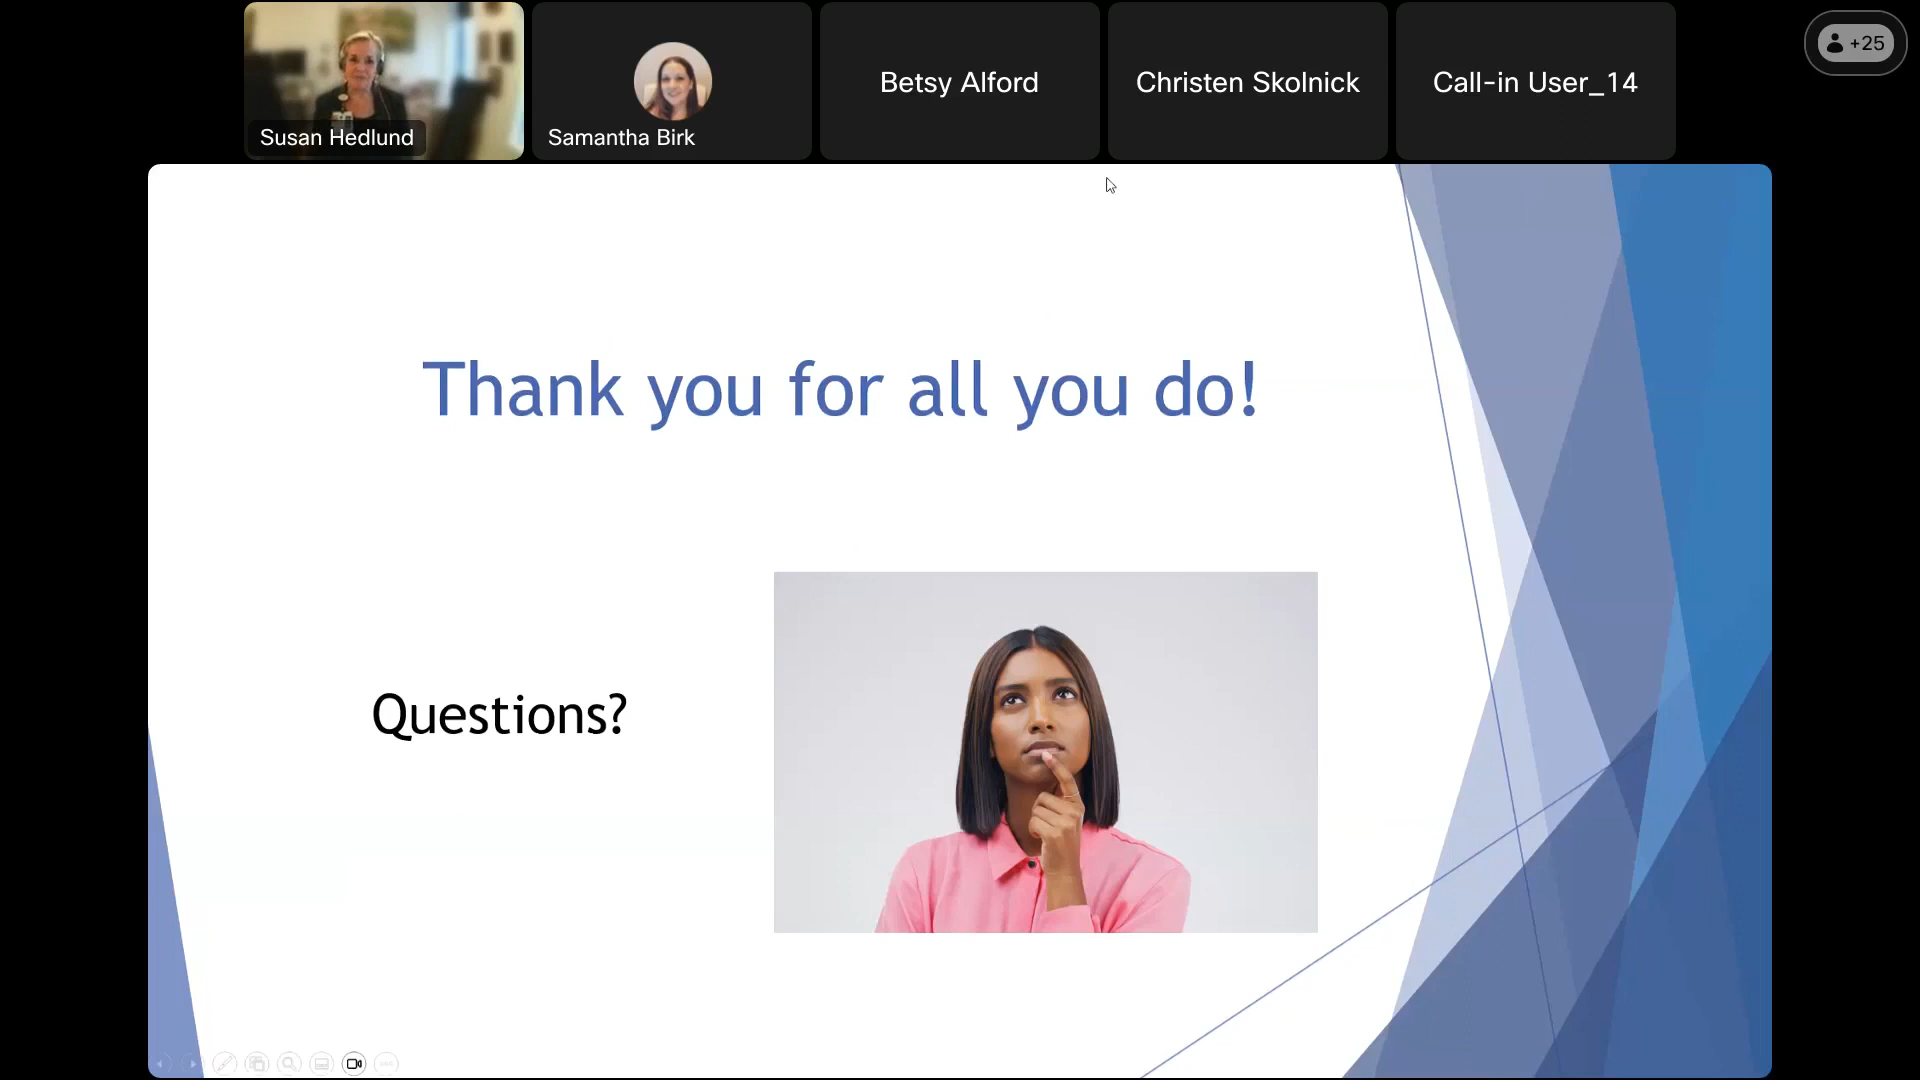 Susan Hedlund
Samantha Birk
Betsy Alford
Christen Skolnick
Call-in User_14
+25
Thank you for all you do!
Questions?